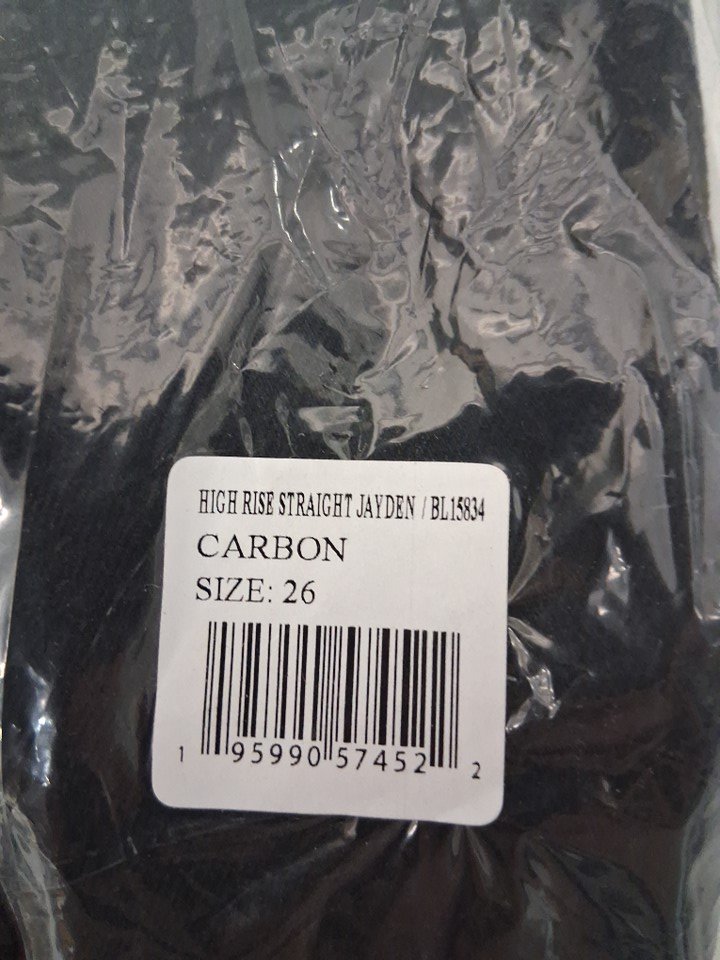 HIGH RISE STRAIGHT JAYDEN / BL15834
CARBON
SIZE: 26
1 95990 57452 2